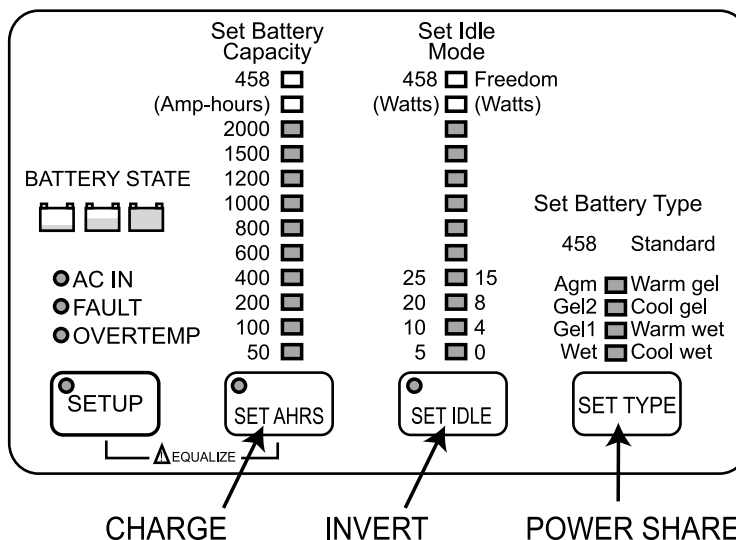 Set Battery Capacity
Set Idle Mode
458
458 Freedom
(Amp-hours)
(Watts) (Watts)
2000
1500
1200
1000
800
600
400
200
100
50
25 15
20 8
10 4
5 0
BATTERY STATE
AC IN
FAULT
OVERTEMP
Set Battery Type
458 Standard
Agm Warm gel
Gel2 Cool gel
Gel1 Warm wet
Wet Cool wet
SETUP
SET AHRS
SET IDLE
SET TYPE
! EQUALIZE
CHARGE
INVERT
POWER SHARE